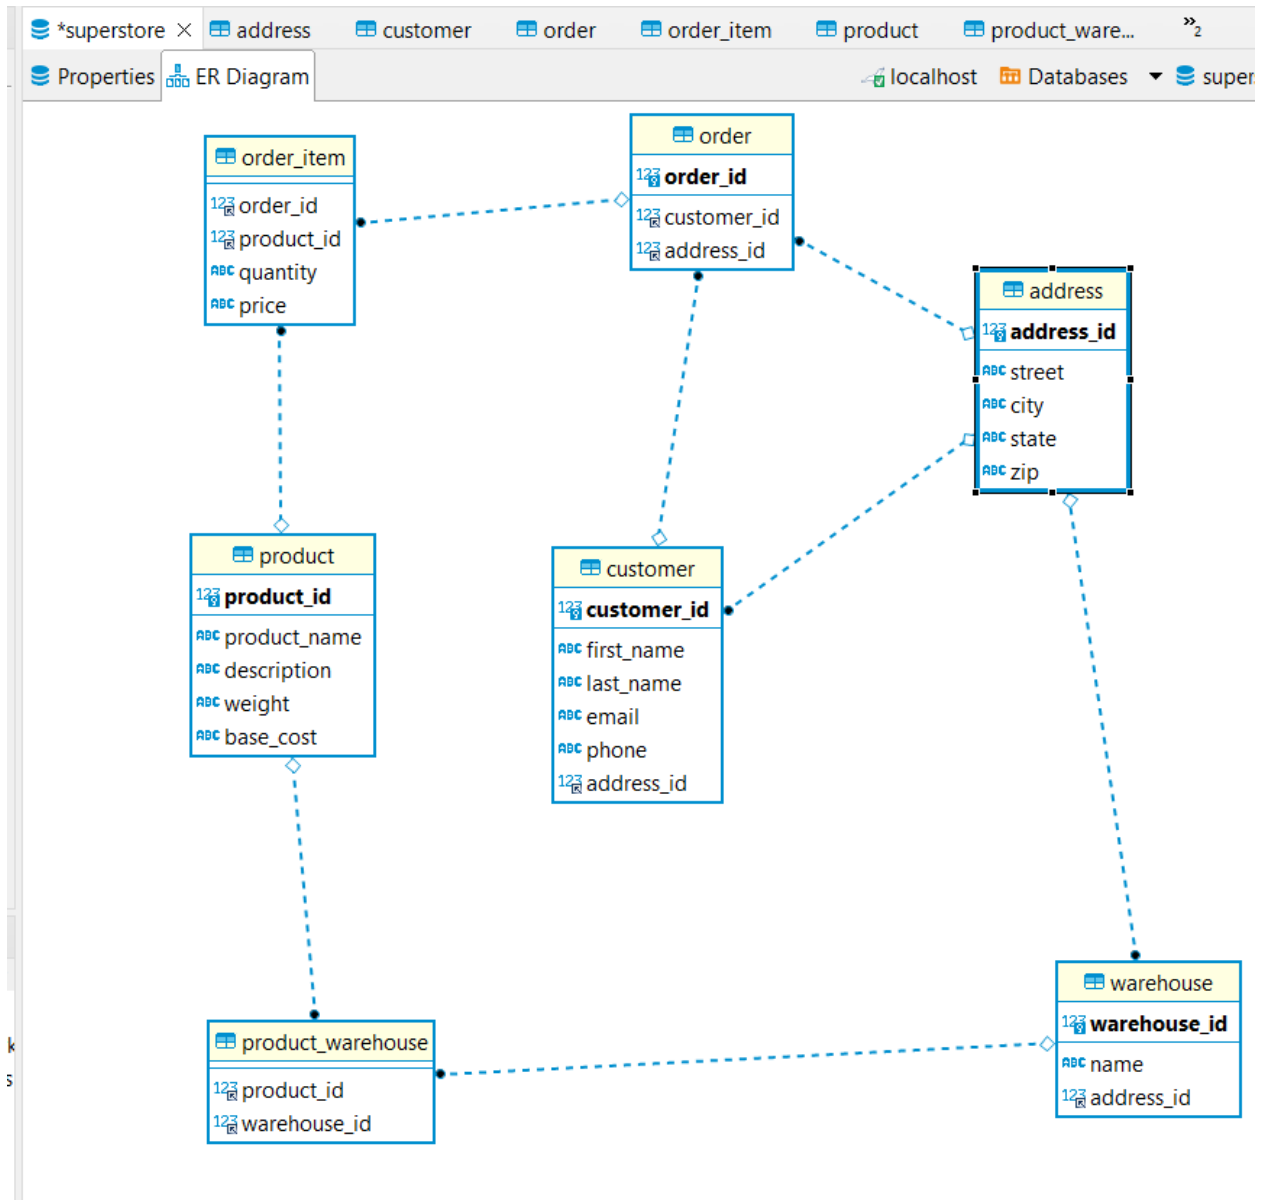 *superstore
address
customer
order
order_item
product
product_ware...
»2
Properties
ER Diagram
localhost
Databases
super
order_item
order_id
product_id
quantity
price
order
order_id
customer_id
address_id
address
address_id
street
city
state
zip
product
product_id
product_name
description
weight
base_cost
customer
customer_id
first_name
last_name
email
phone
address_id
product_warehouse
product_id
warehouse_id
warehouse
warehouse_id
name
address_id
k
s